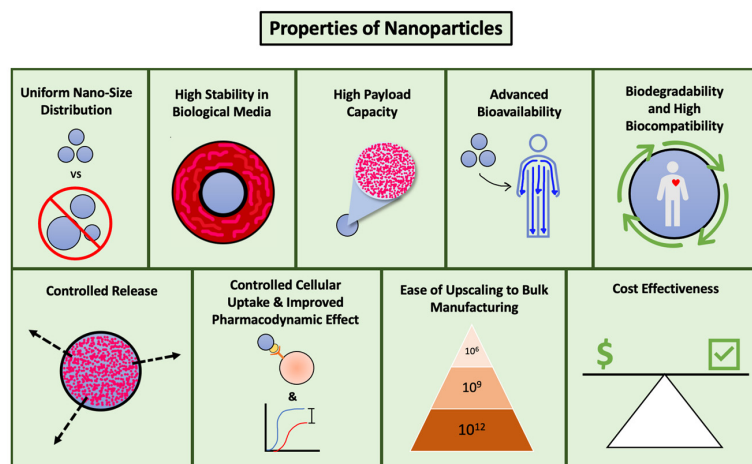 Properties of Nanoparticles
Uniform Nano-Size
Distribution
vs
High Stability in
Biological Media
High Payload
Capacity
Advanced
Bioavailability
Biodegradability
and High
Biocompatibility
Controlled Release
Controlled Cellular
Uptake & Improved
Pharmacodynamic Effect
&
Ease of Upscaling to Bulk
Manufacturing
10⁶
10⁹
10¹²
Cost Effectiveness
$